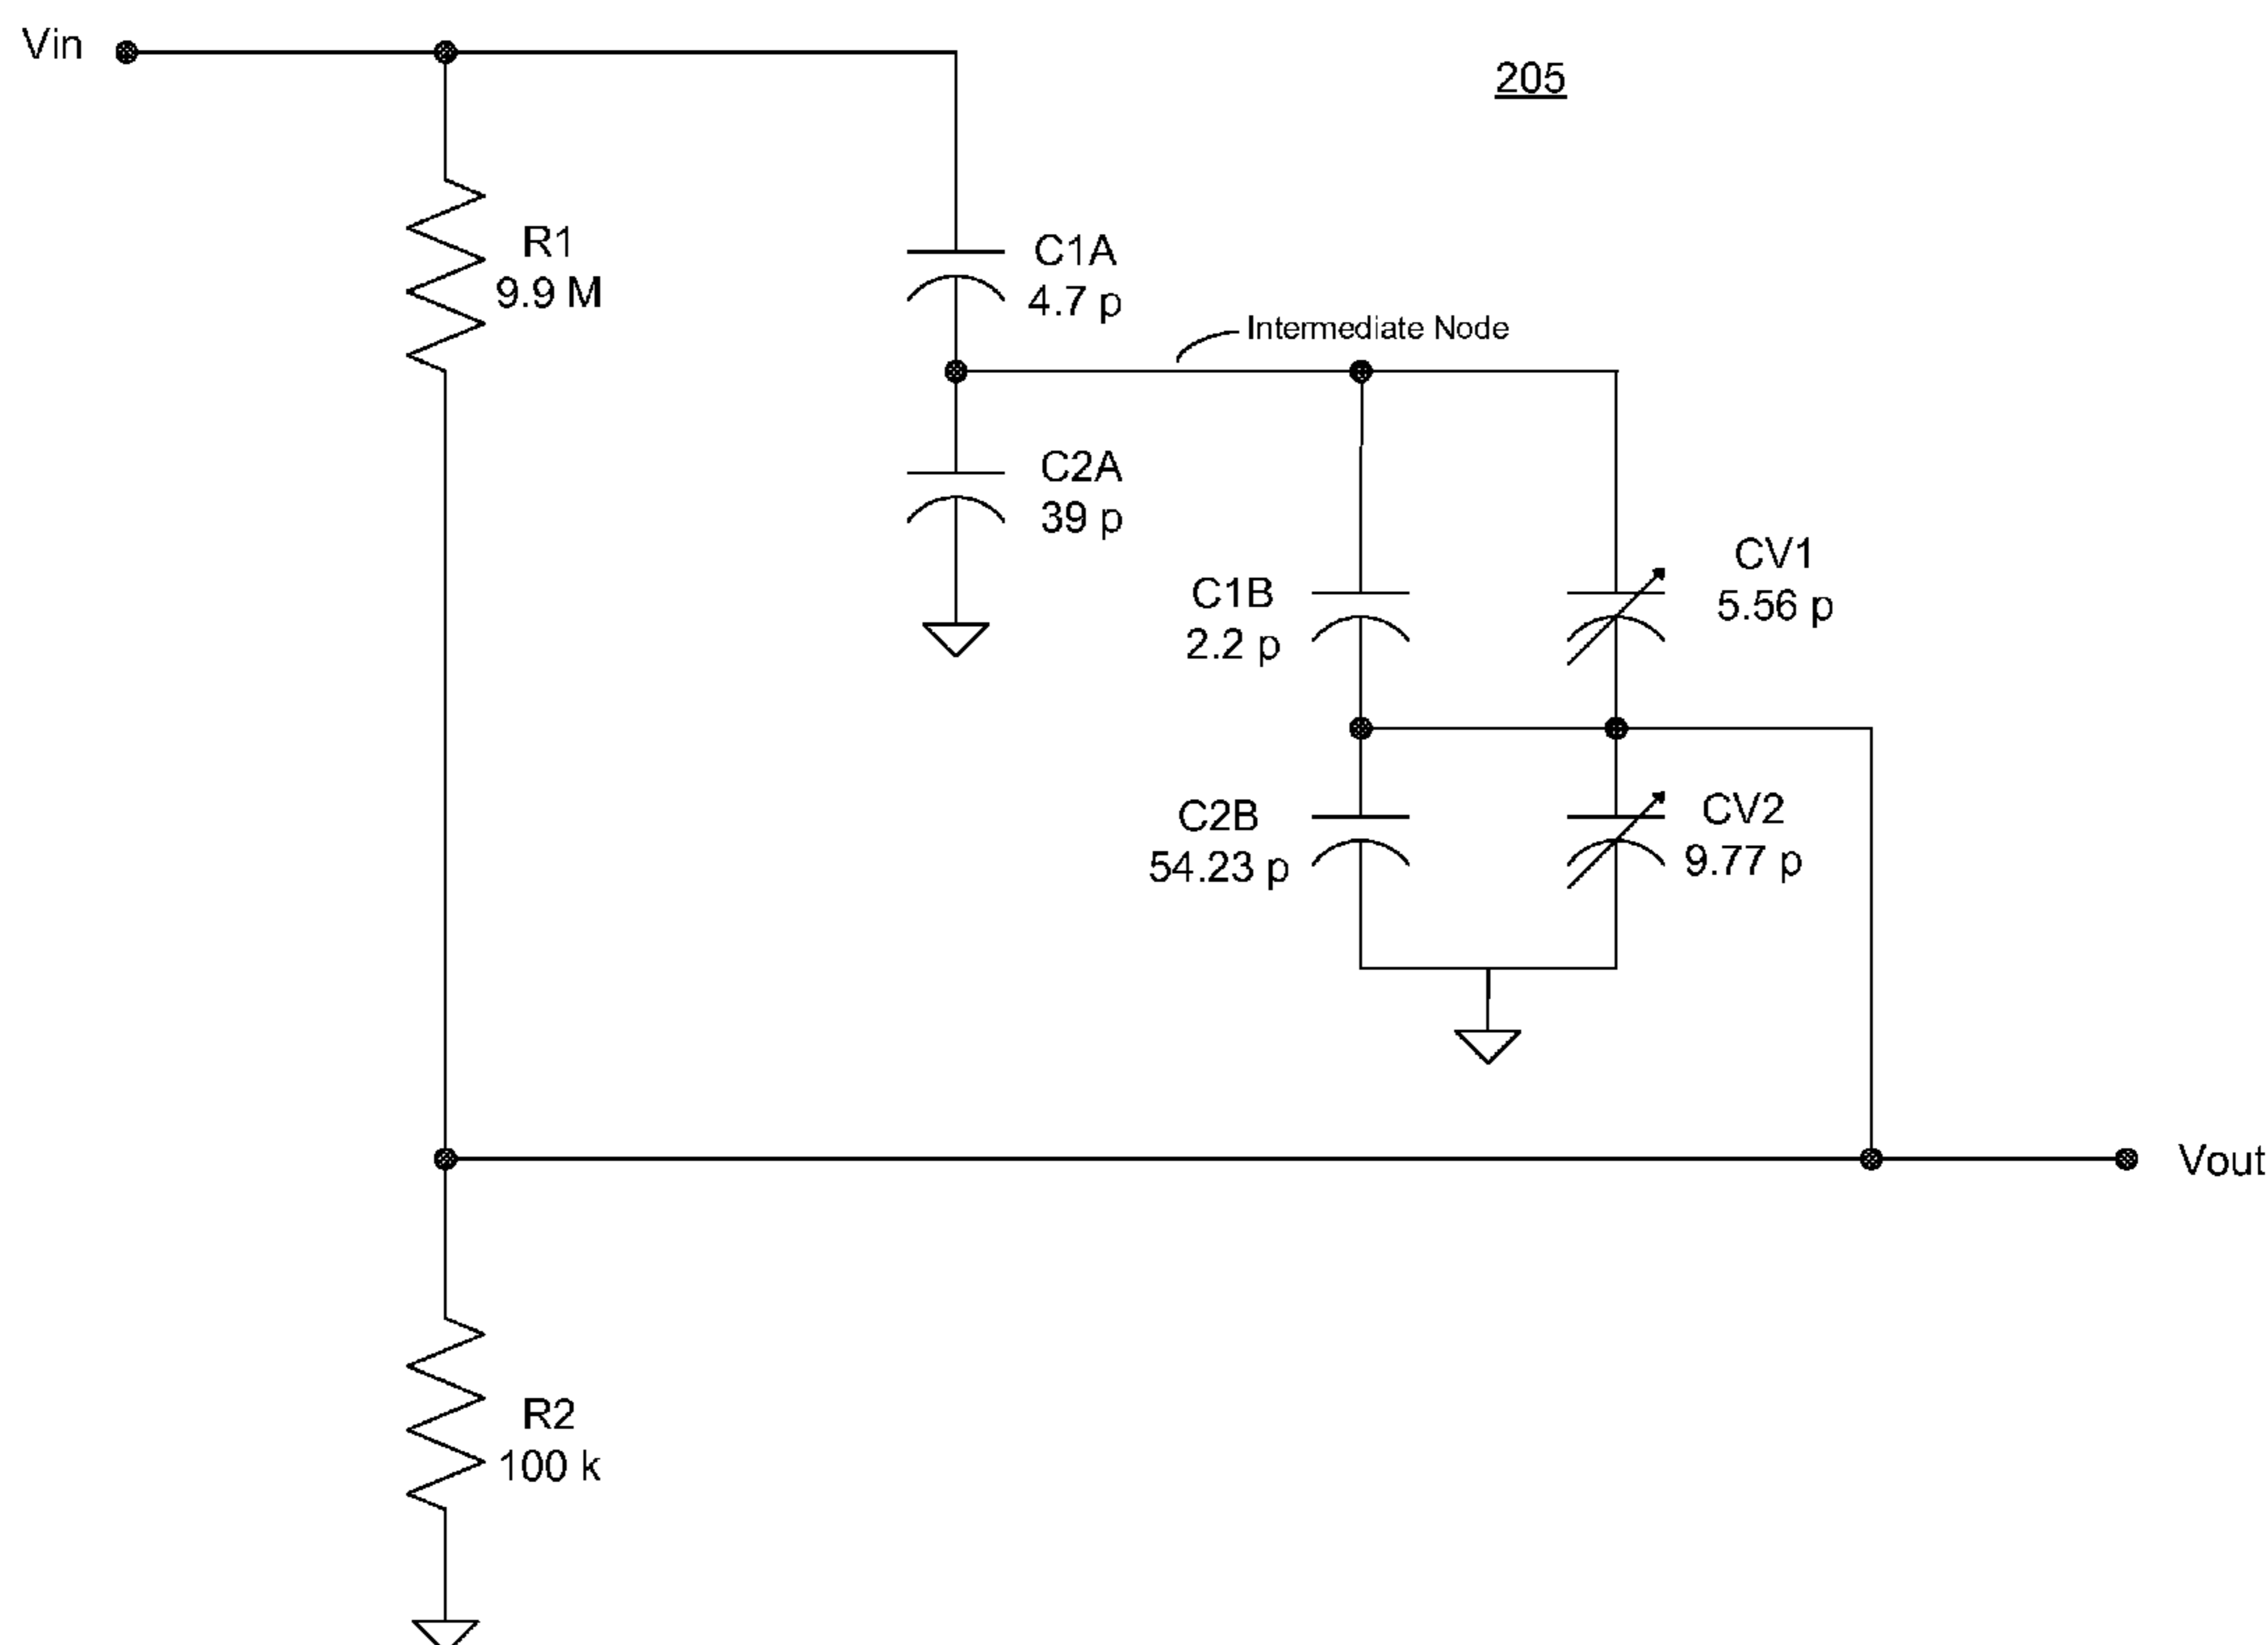 Vin
205
R1
9.9 M
C1A
4.7 p
Intermediate Node
C2A
39 p
C1B
2.2 p
CV1
5.56 p
C2B
54.23 p
CV2
9.77 p
Vout
R2
100 k